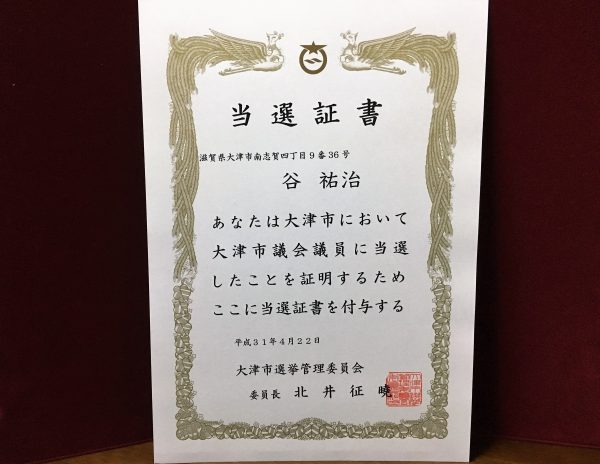 当選証書
滋賀県大津市南志賀四丁目9番36号
谷 祐治
あなたは大津市において
大津市議会議員に当選
したことを証明するため
ここに当選証書を付与する
平成31年4月22日
大津市選挙管理委員会
委員長 北井征曉